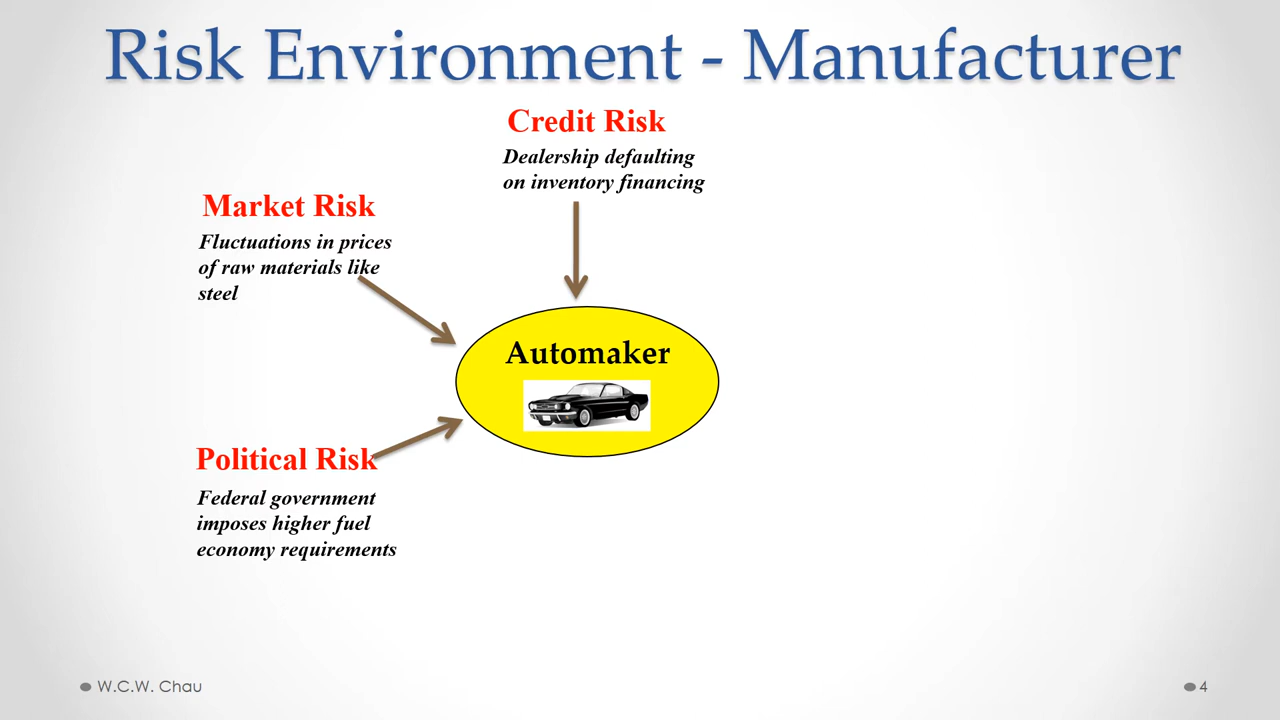 Risk Environment - Manufacturer
Credit Risk
Dealership defaulting
on inventory financing
Market Risk
Fluctuations in prices
of raw materials like
steel
Automaker
Political Risk
Federal government
imposes higher fuel
economy requirements
W.C.W. Chau
4